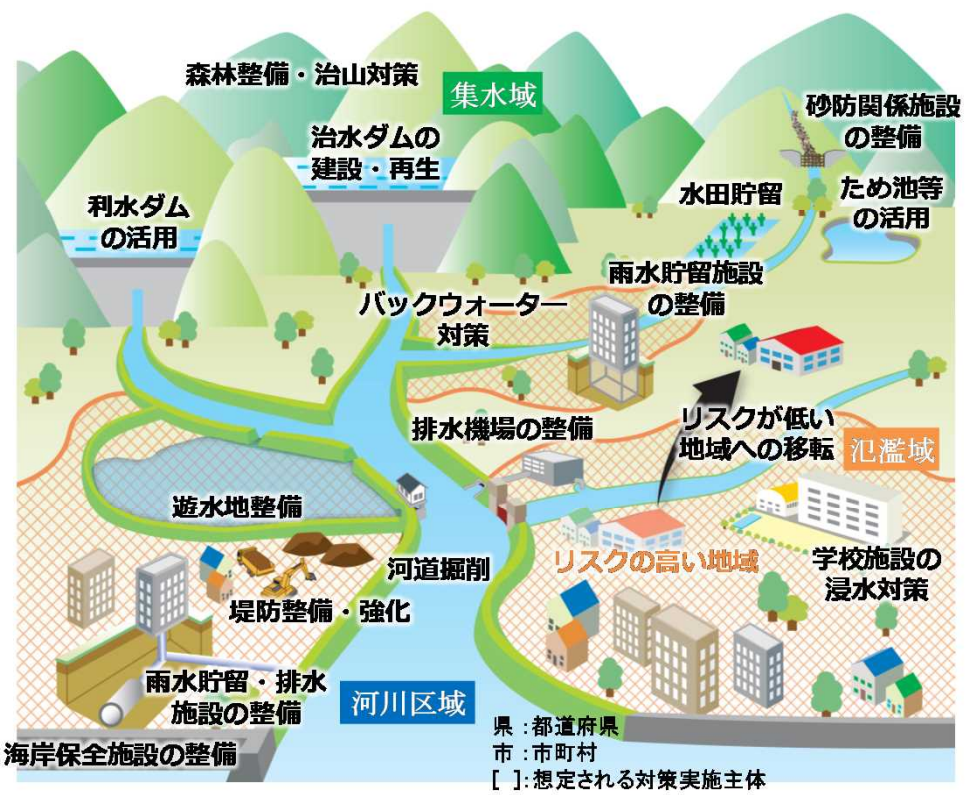 森林整備・治山対策
集水域
砂防関係施設
の整備
治水ダムの
建設・再生
水田貯留
ため池等
の活用
利水ダム
の活用
雨水貯留施設
の整備
バックウォーター
対策
リスクが低い
地域への移転
排水機場の整備
氾濫域
遊水地整備
河道掘削
リスクの高い地域
学校施設の
浸水対策
堤防整備・強化
雨水貯留・排水
施設の整備
河川区域
海岸保全施設の整備
県：都道府県
市：市町村
[ ]：想定される対策実施主体